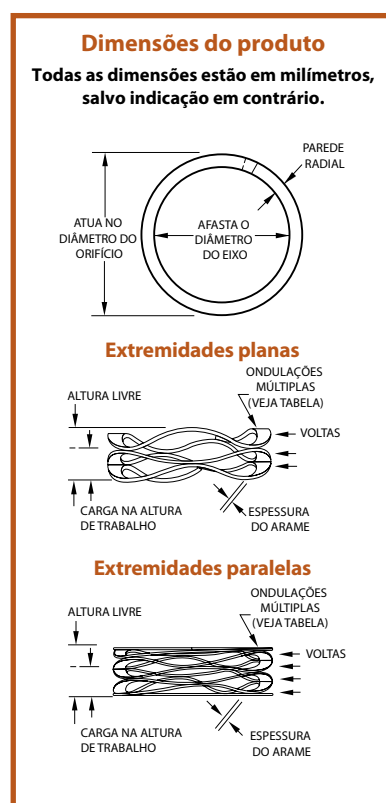 Dimensões do produto
Todas as dimensões estão em milímetros,
salvo indicação em contrário.
PAREDE
RADIAL
ATUA NO
DIÂMETRO DO
ORIFÍCIO
AFASTA O
DIÂMETRO
DO EIXO
Extremidades planas
ALTURA LIVRE
ONDULAÇÕES
MÚLTIPLAS
(VEJA TABELA)
VOLTAS
CARGA NA ALTURA
DE TRABALHO
ESPESSURA
DO ARAME
Extremidades paralelas
ALTURA LIVRE
ONDULAÇÕES
MÚLTIPLAS
(VEJA TABELA)
VOLTAS
CARGA NA ALTURA
DE TRABALHO
ESPESSURA
DO ARAME